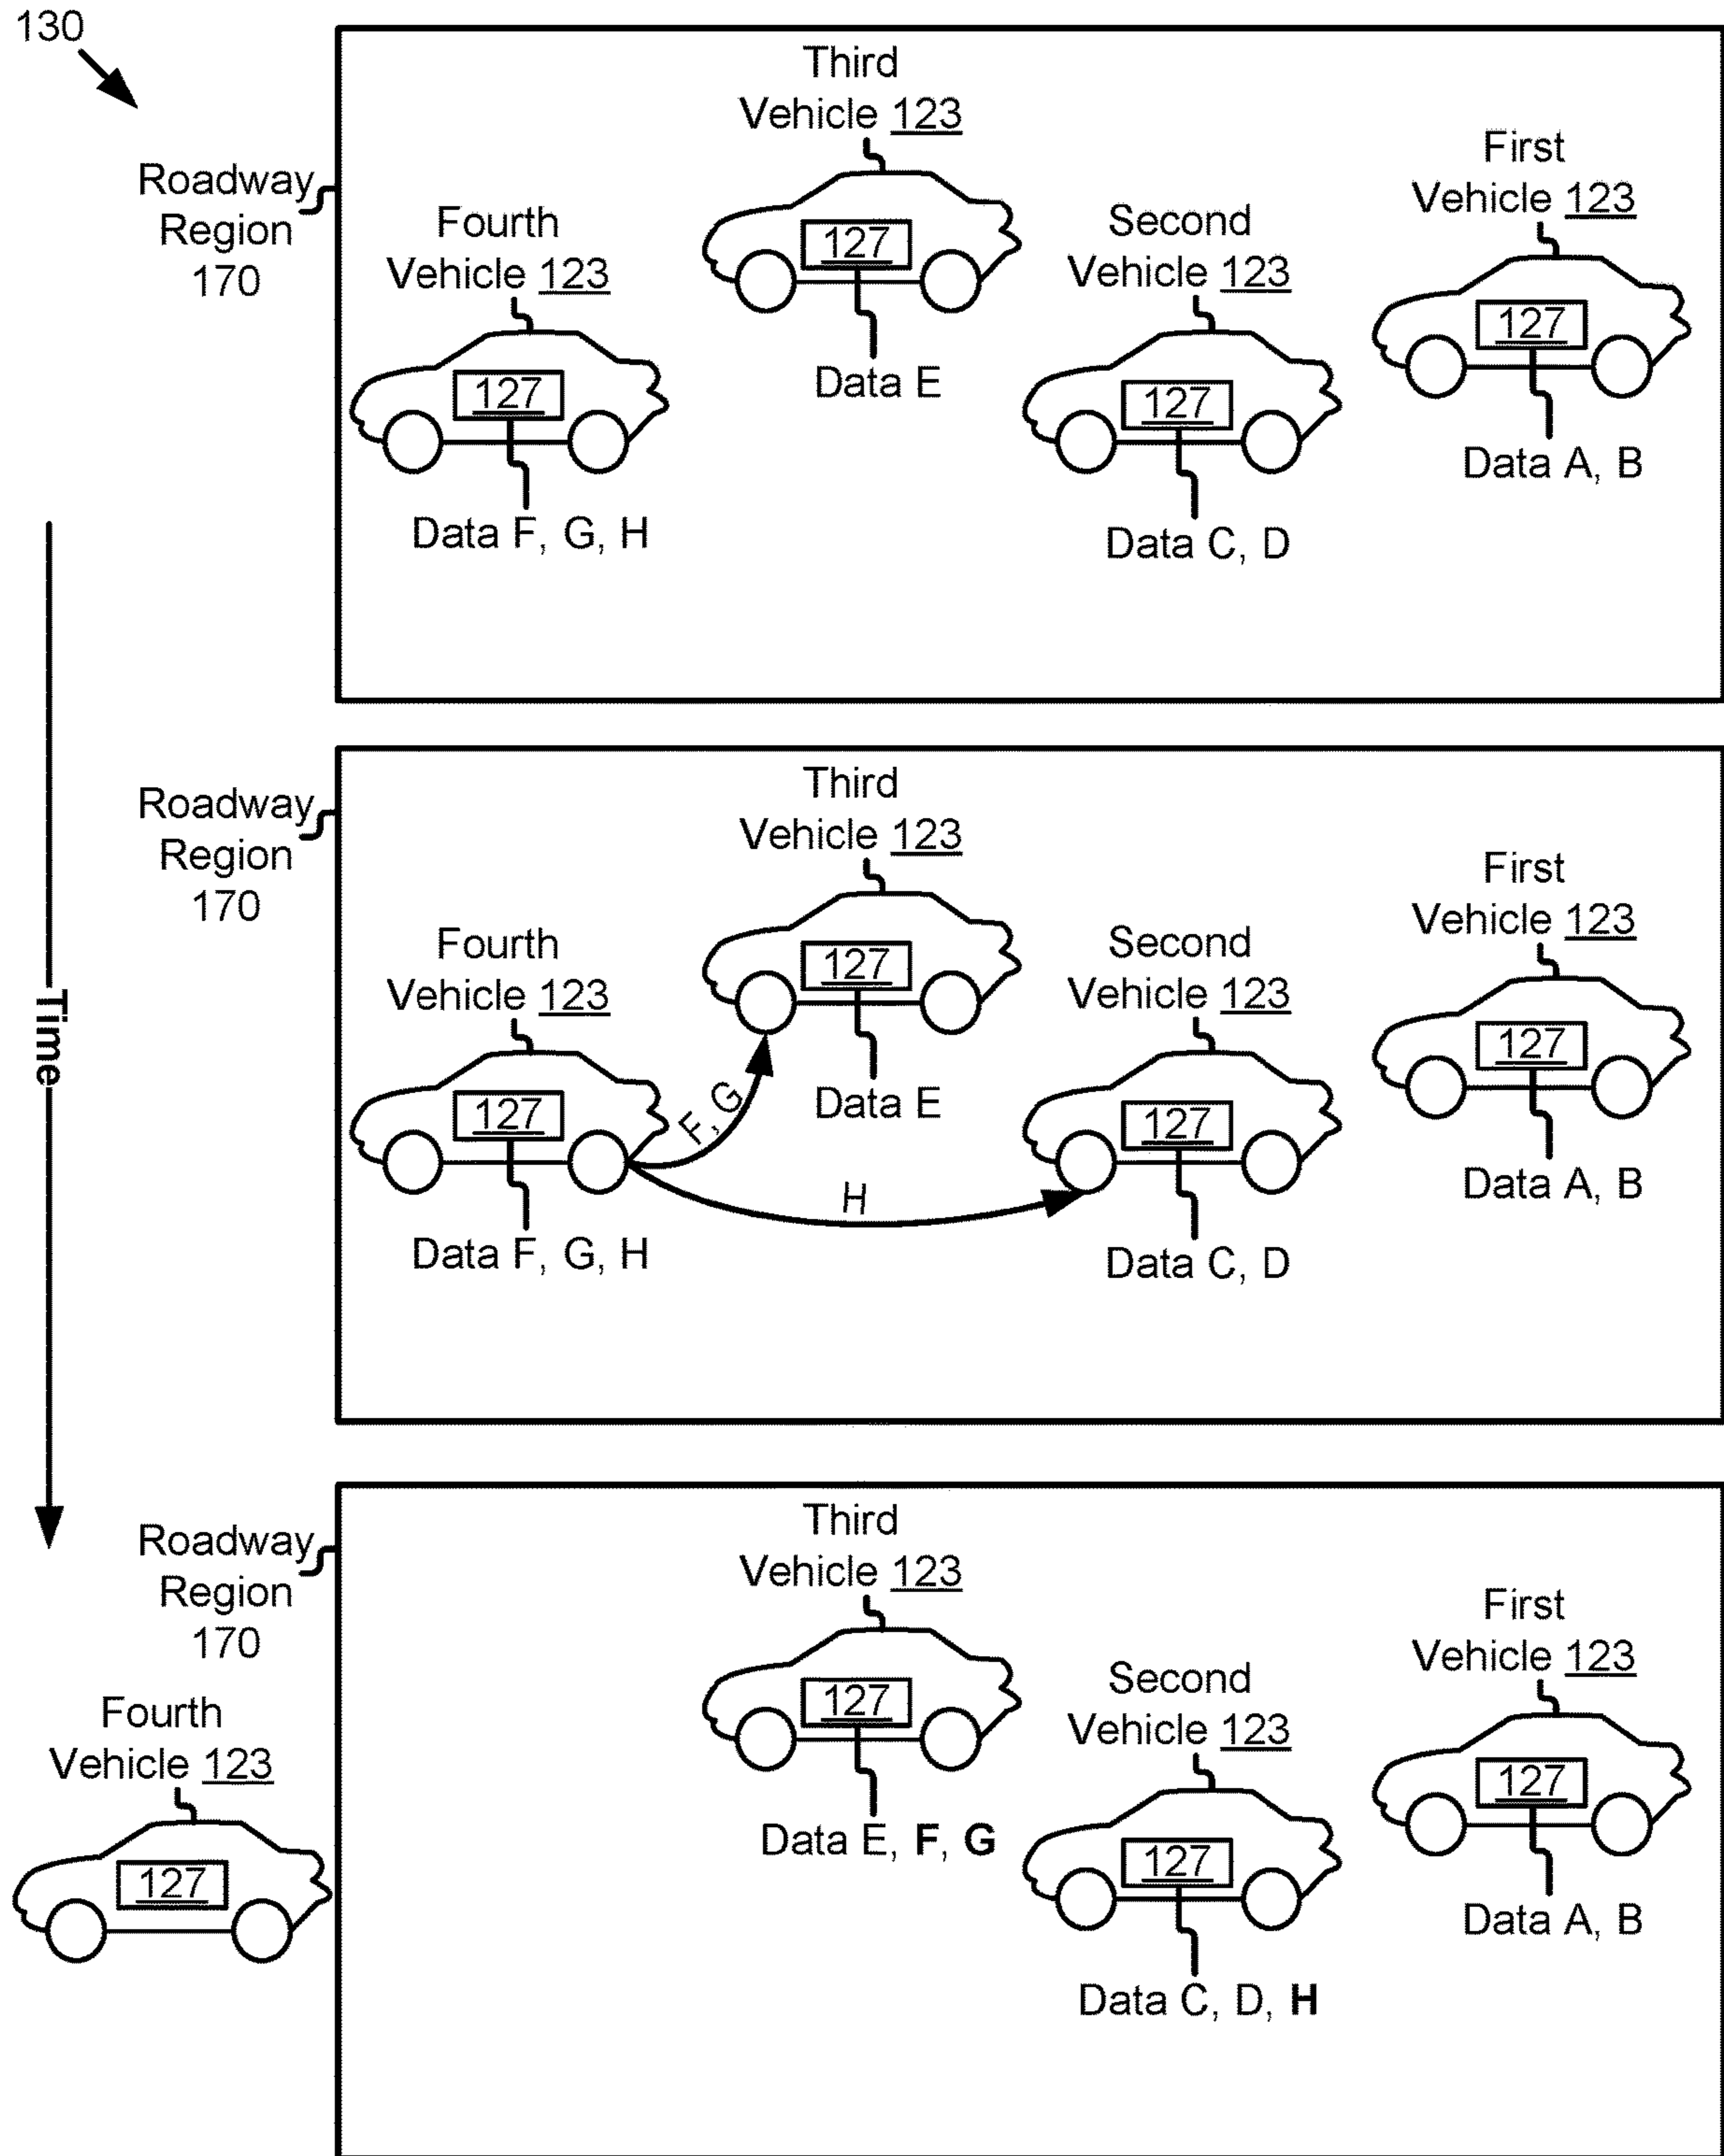 130
Roadway
Region
170
Third
Vehicle 123
127
Data E
Fourth
Vehicle 123
127
Data F, G, H
Second
Vehicle 123
127
Data C, D
First
Vehicle 123
127
Data A, B
Time
Roadway
Region
170
Third
Vehicle 123
127
Data E
Fourth
Vehicle 123
127
Data F, G, H
F, G
H
Second
Vehicle 123
127
Data C, D
First
Vehicle 123
127
Data A, B
Roadway
Region
170
Fourth
Vehicle 123
127
Third
Vehicle 123
127
Data E, F, G
Second
Vehicle 123
127
Data C, D, H
First
Vehicle 123
127
Data A, B